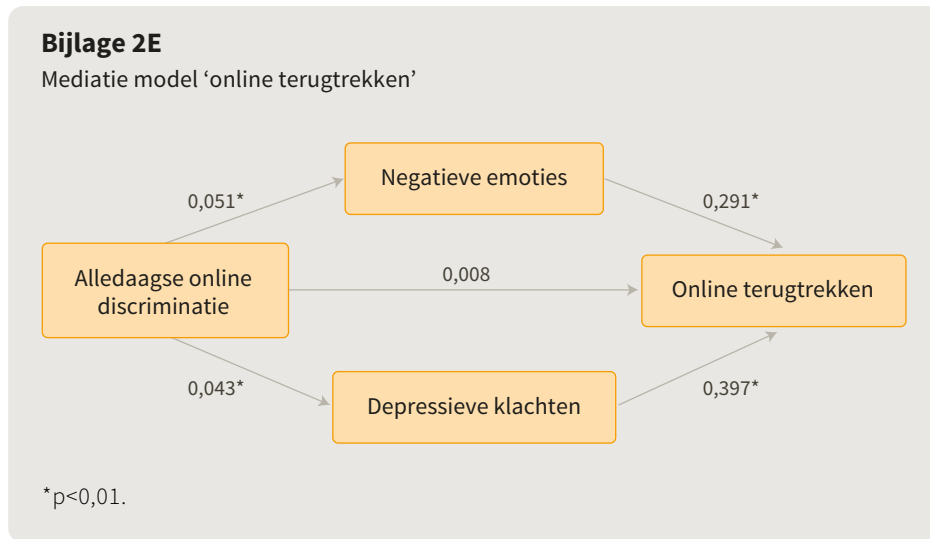 Bijlage 2E
Mediatie model ‘online terugtrekken’
Negatieve emoties
0,051*
0,291*
Alledaagse online
discriminatie
0,008
Online terugtrekken
0,043*
0,397*
Depressieve klachten
*p<0,01.